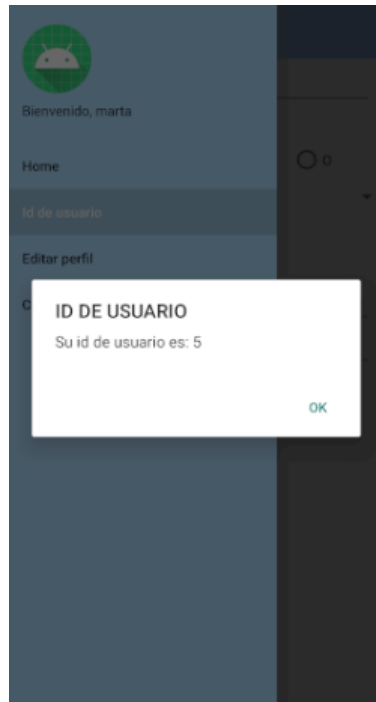 Bienvenido, marta
Home
Id de usuario
Editar perfil
C
ID DE USUARIO
Su id de usuario es: 5
OK